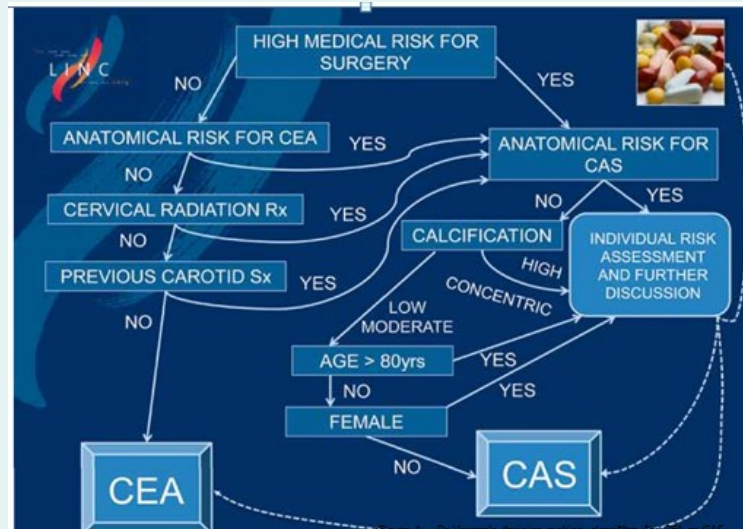 LINC
HIGH MEDICAL RISK FOR
SURGERY
NO
YES
ANATOMICAL RISK FOR CEA
YES
ANATOMICAL RISK FOR
CAS
NO
NO
YES
CERVICAL RADIATION Rx
YES
CALCIFICATION
INDIVIDUAL RISK
ASSESSMENT
AND FURTHER
DISCUSSION
NO
HIGH
CONCENTRIC
PREVIOUS CAROTID Sx
YES
NO
LOW
MODERATE
AGE > 80yrs
YES
NO
YES
FEMALE
NO
CEA
CAS